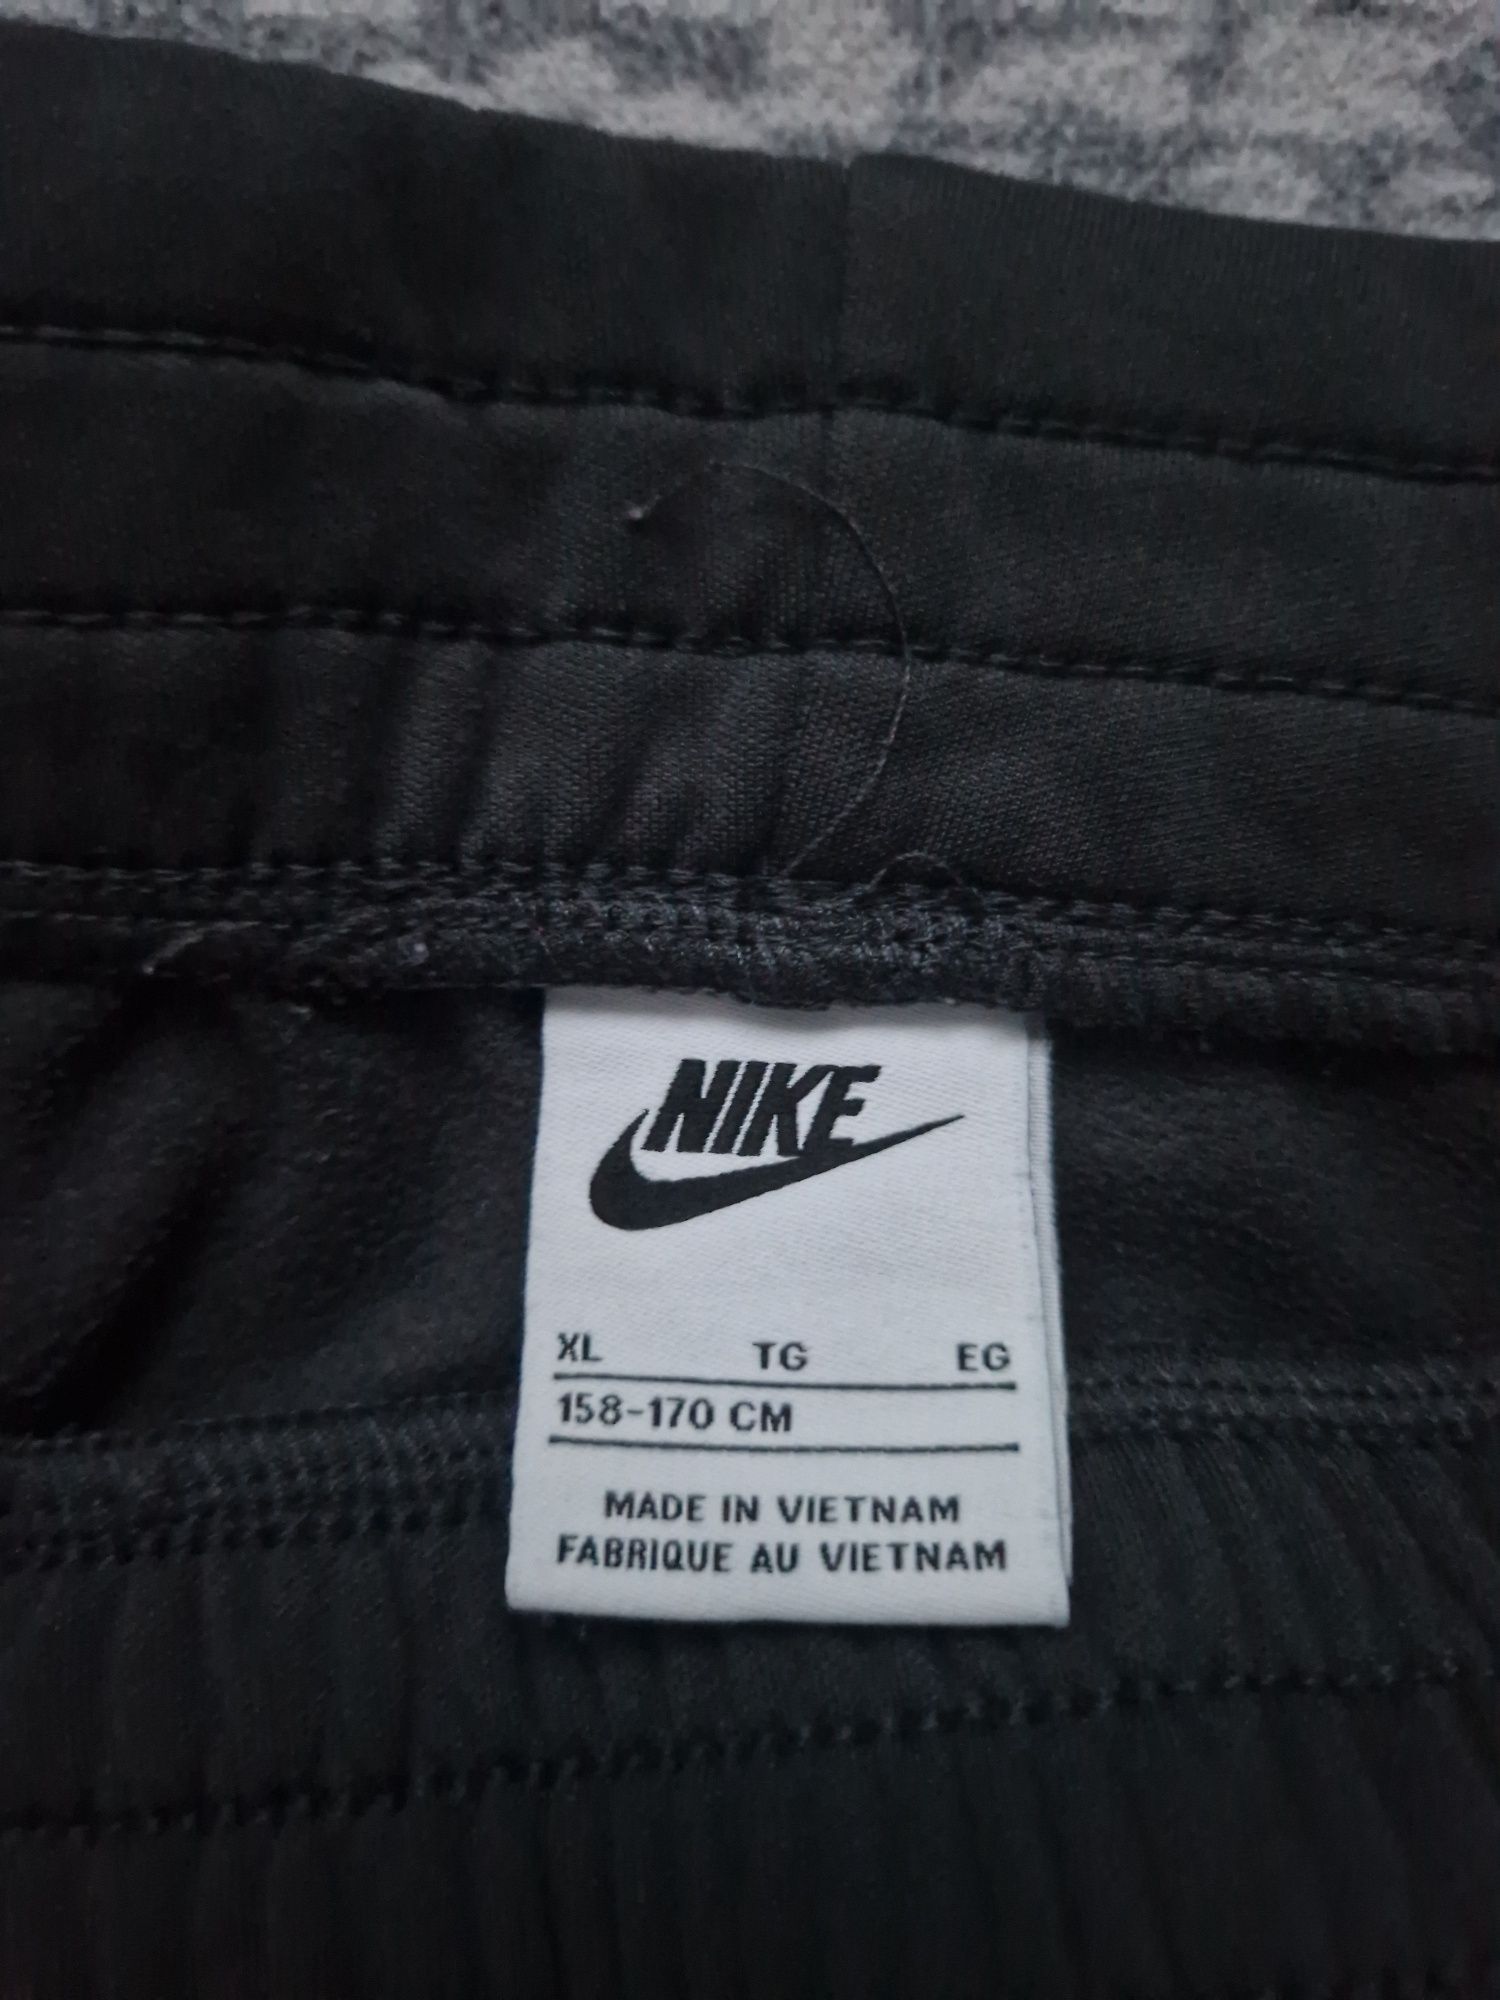 NIKE
XL TG EG
158-170 CM
MADE IN VIETNAM
FABRIQUE AU VIETNAM